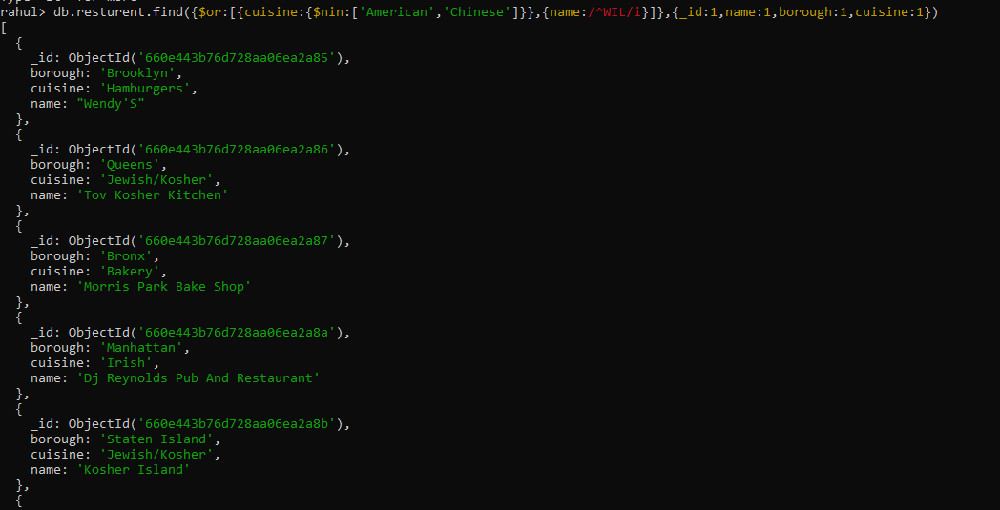 rahul> db.resturent.find({$or:[{cuisine:{$nin:['American','Chinese']}},{name:/^WIL/i}]},{_id:1,name:1,borough:1,cuisine:1})
[
  {
    _id: ObjectId('660e443b76d728aa06ea2a85'),
    borough: 'Brooklyn',
    cuisine: 'Hamburgers',
    name: "Wendy'S"
  },
  {
    _id: ObjectId('660e443b76d728aa06ea2a86'),
    borough: 'Queens',
    cuisine: 'Jewish/Kosher',
    name: 'Tov Kosher Kitchen'
  },
  {
    _id: ObjectId('660e443b76d728aa06ea2a87'),
    borough: 'Bronx',
    cuisine: 'Bakery',
    name: 'Morris Park Bake Shop'
  },
  {
    _id: ObjectId('660e443b76d728aa06ea2a8a'),
    borough: 'Manhattan',
    cuisine: 'Irish',
    name: 'Dj Reynolds Pub And Restaurant'
  },
  {
    _id: ObjectId('660e443b76d728aa06ea2a8b'),
    borough: 'Staten Island',
    cuisine: 'Jewish/Kosher',
    name: 'Kosher Island'
  },
  {